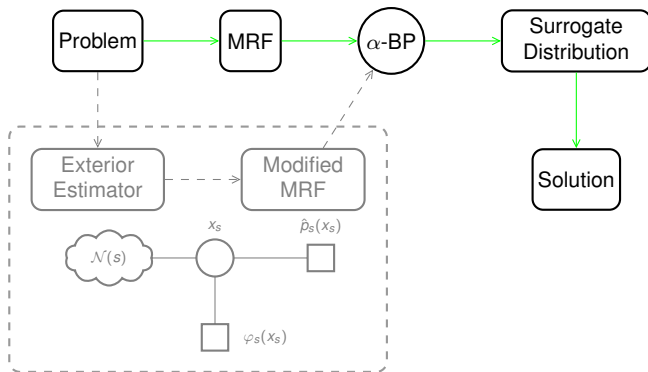 Problem
MRF
α-BP
Surrogate
Distribution
Exterior
Estimator
Modified
MRF
Solution
x_s
p̂_s(x_s)
𝒩(s)
φ_s(x_s)